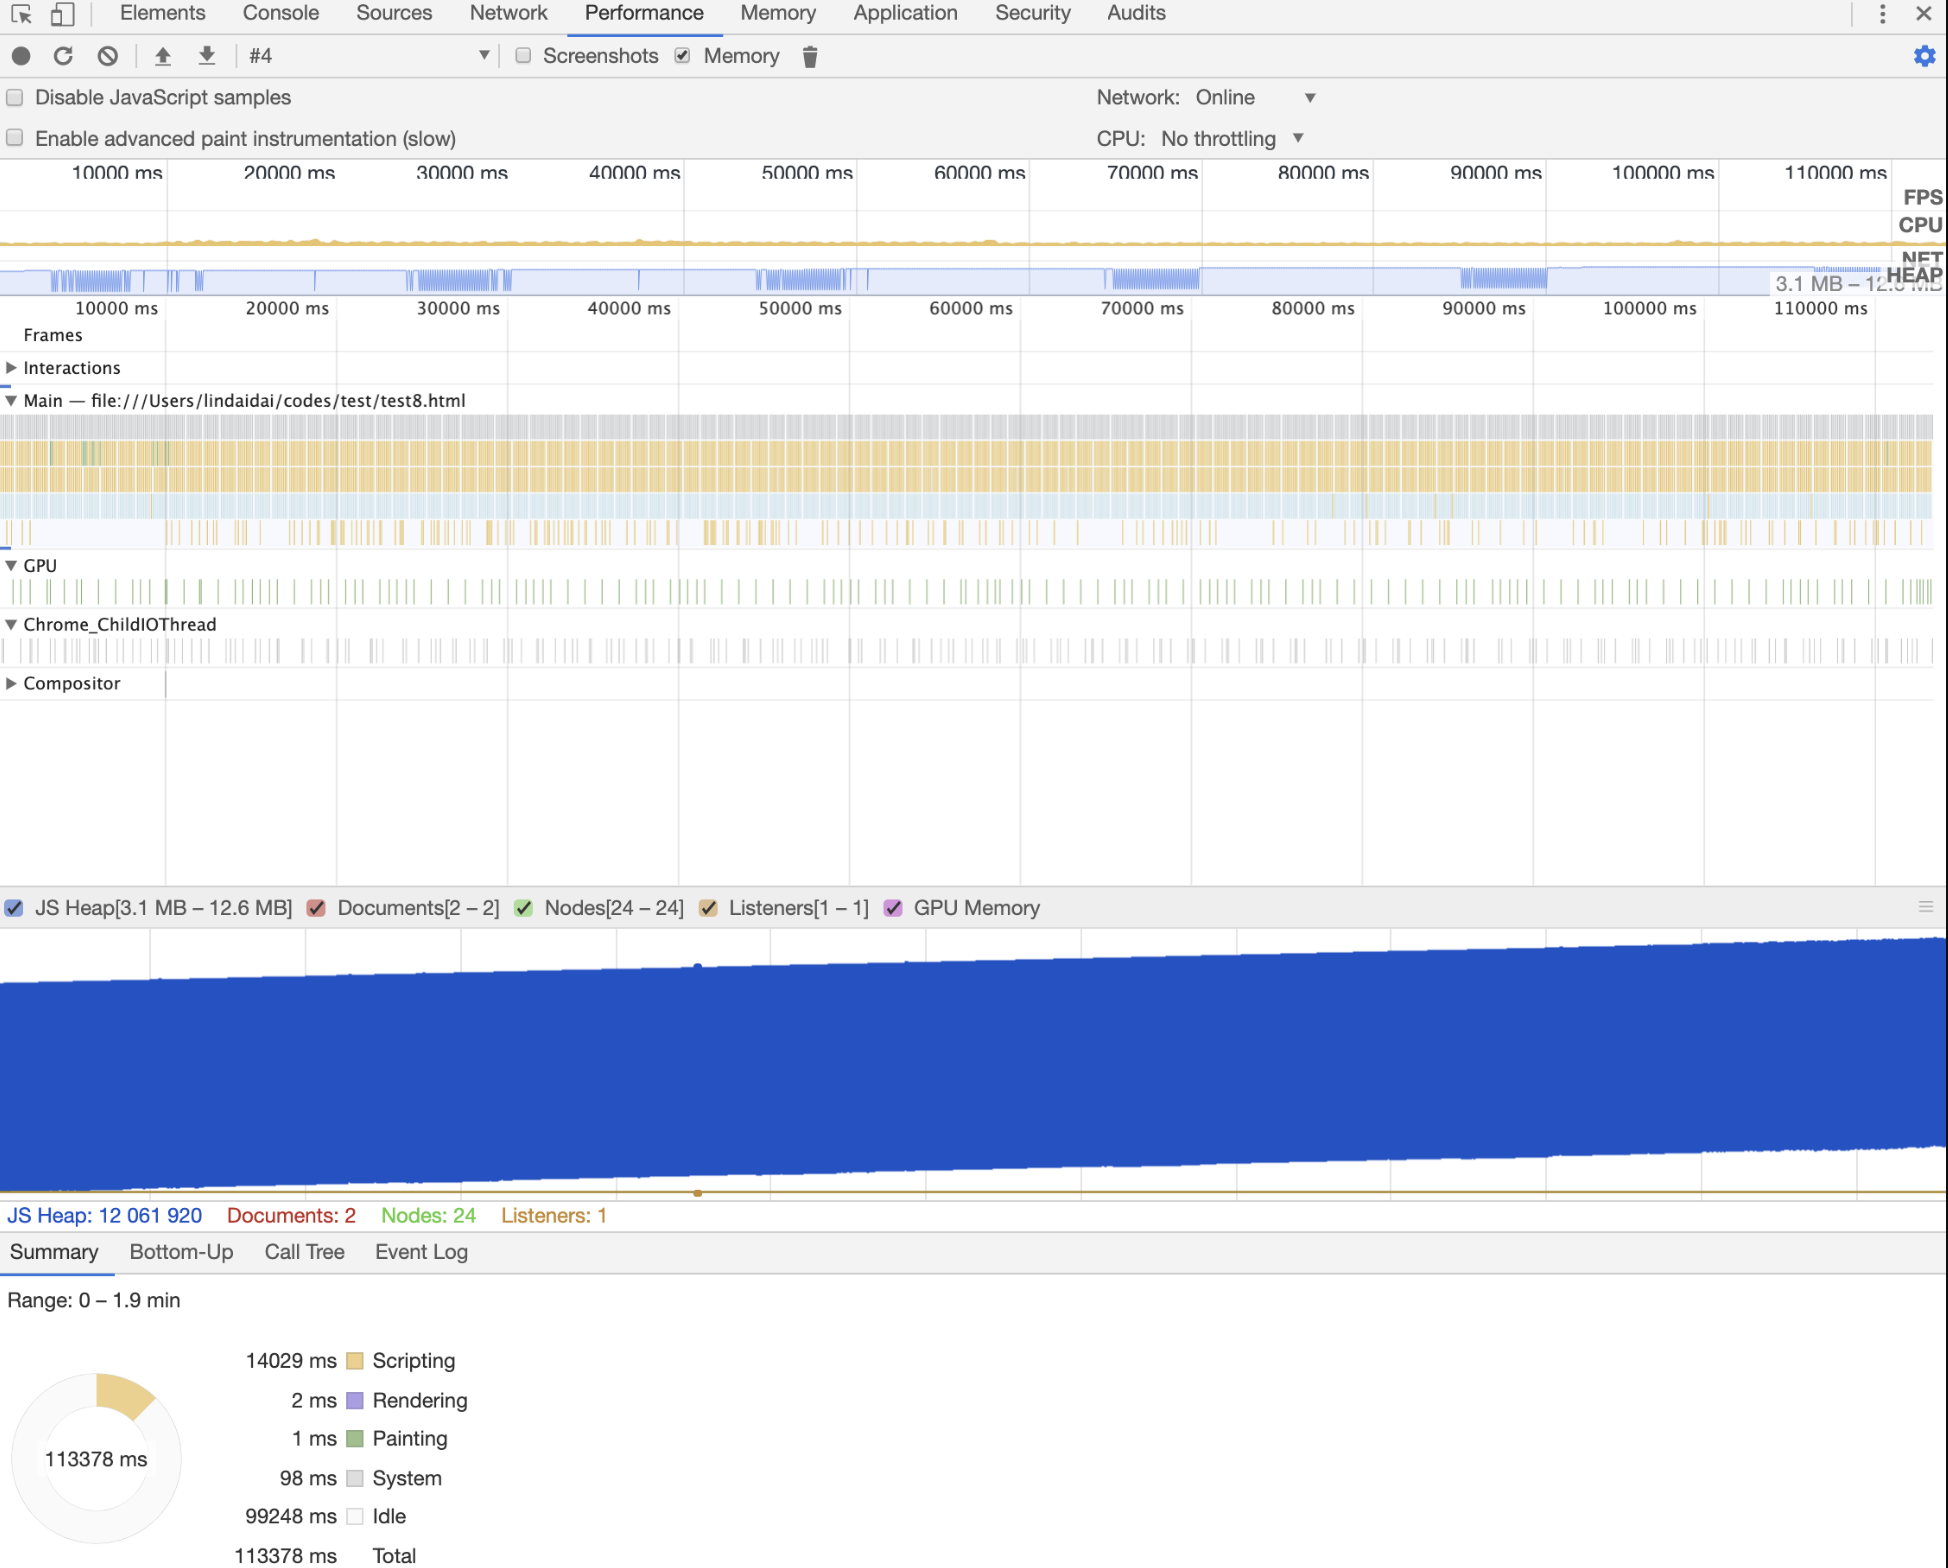 Elements Console Sources Network Performance Memory Application Security Audits
#4 Screenshots Memory
Disable JavaScript samples Network: Online
Enable advanced paint instrumentation (slow) CPU: No throttling
10000 ms 20000 ms 30000 ms 40000 ms 50000 ms 60000 ms 70000 ms 80000 ms 90000 ms 100000 ms 110000 ms
FPS
CPU
NET
HEAP
3.1 MB – 12.6 MB
10000 ms 20000 ms 30000 ms 40000 ms 50000 ms 60000 ms 70000 ms 80000 ms 90000 ms 100000 ms 110000 ms
Frames
Interactions
Main — file:///Users/lindaidai/codes/test/test8.html
GPU
Chrome_ChildIOThread
Compositor
JS Heap[3.1 MB – 12.6 MB] Documents[2 – 2] Nodes[24 – 24] Listeners[1 – 1] GPU Memory
JS Heap: 12 061 920 Documents: 2 Nodes: 24 Listeners: 1
Summary Bottom-Up Call Tree Event Log
Range: 0 – 1.9 min
14029 ms Scripting
2 ms Rendering
1 ms Painting
113378 ms
98 ms System
99248 ms Idle
113378 ms Total